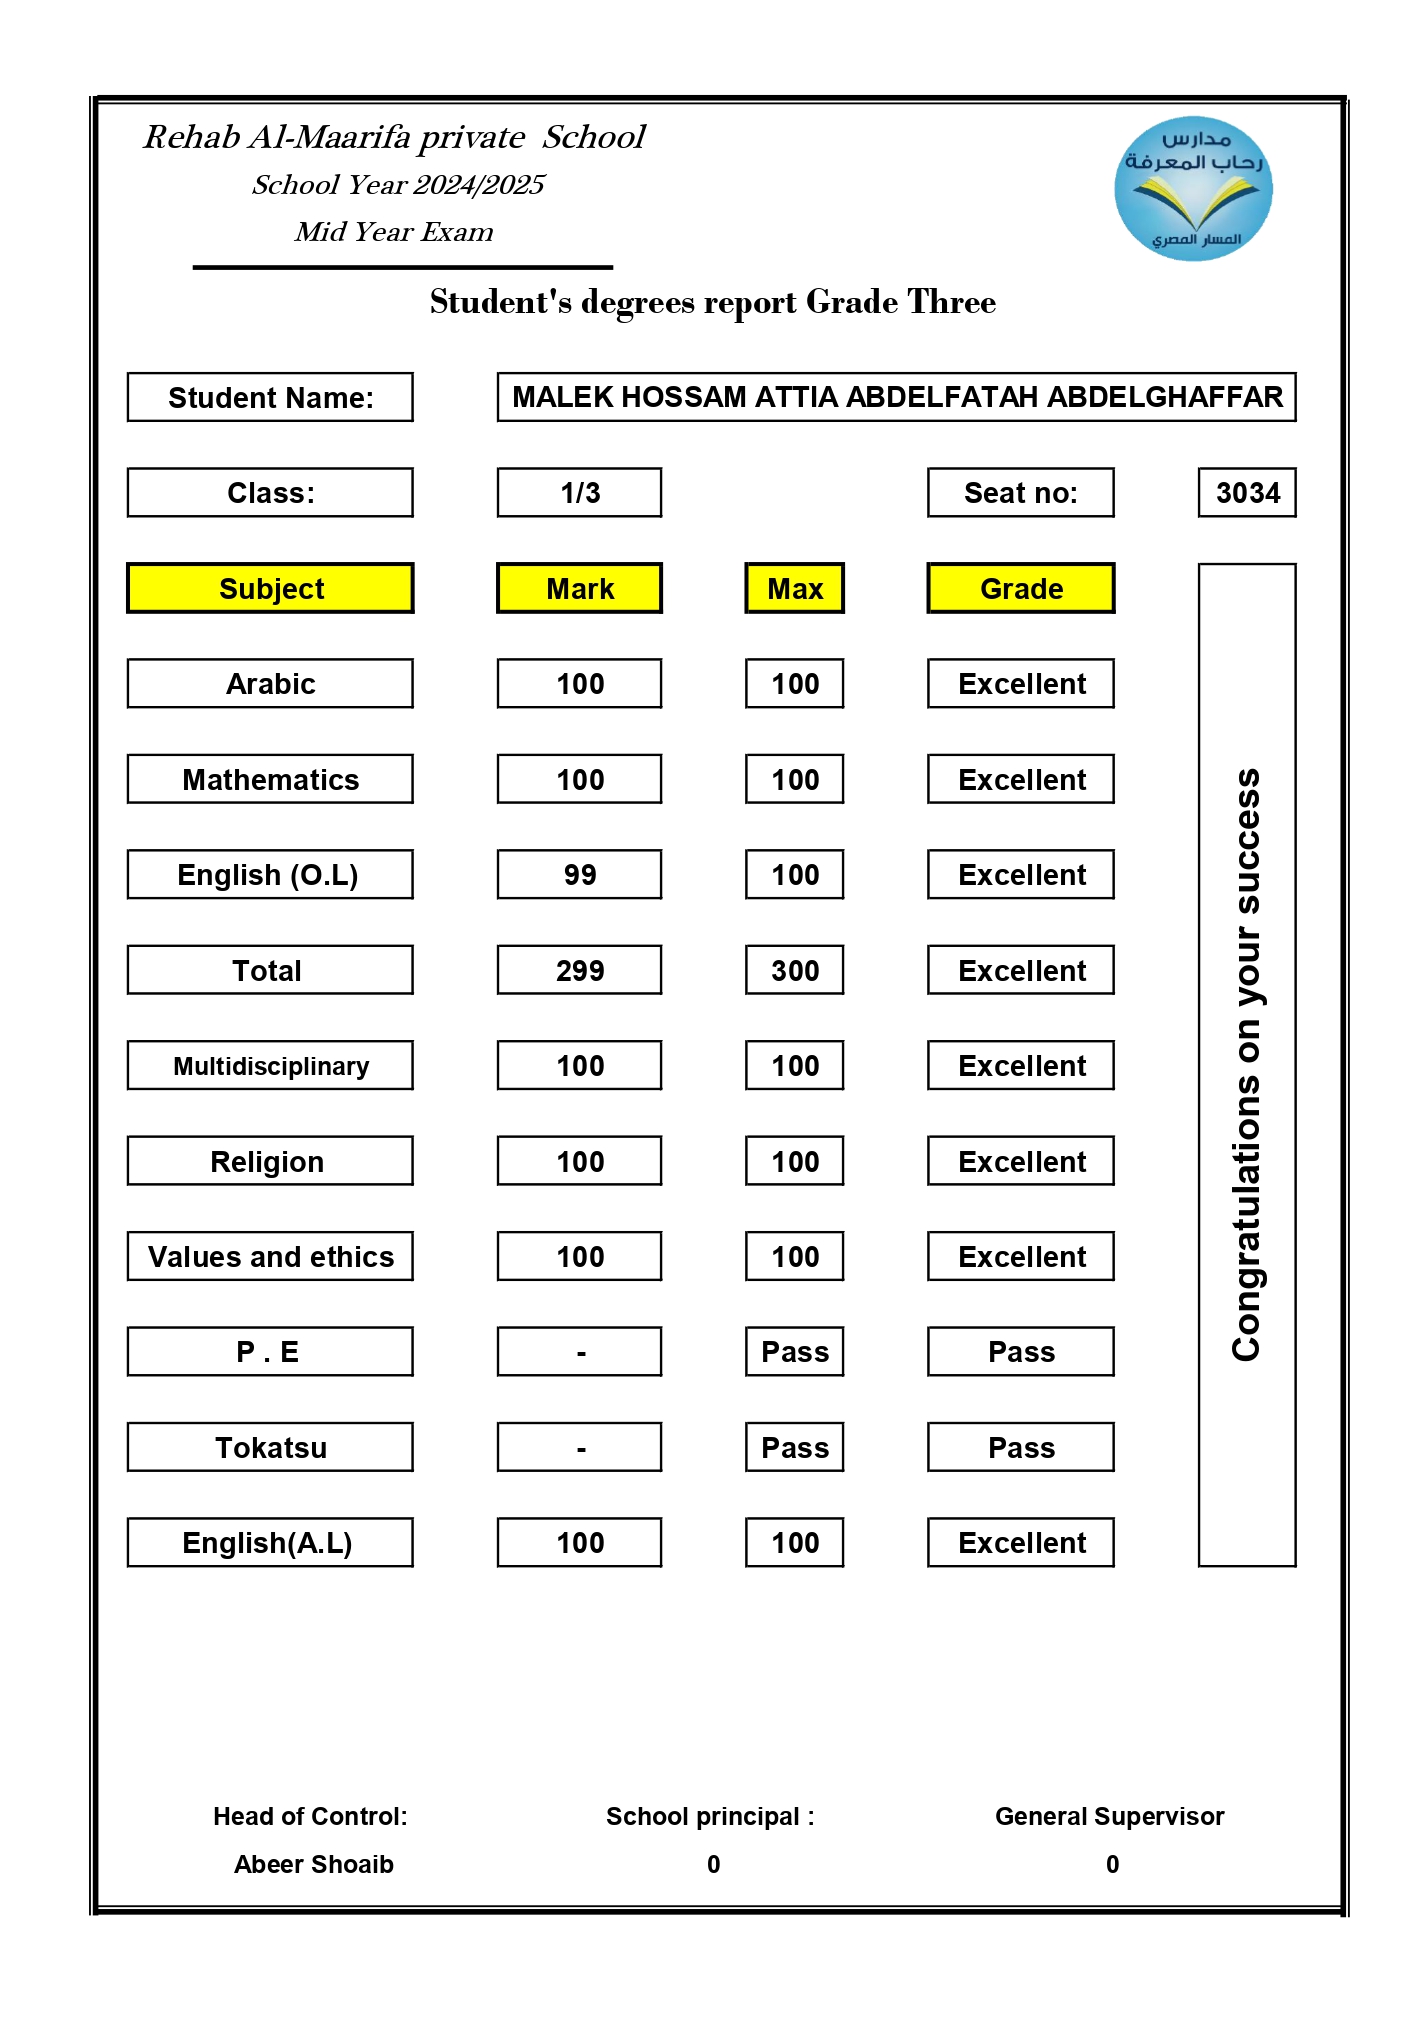 Rehab Al-Maarifa private School
School Year 2024/2025
Mid Year Exam
مدارس
رحاب المعرفة
المسار المصري
Student's degrees report Grade Three
Student Name: MALEK HOSSAM ATTIA ABDELFATAH ABDELGHAFFAR
Class: 1/3 Seat no: 3034
Subject Mark Max Grade
Arabic 100 100 Excellent
Mathematics 100 100 Excellent
English (O.L) 99 100 Excellent
Total 299 300 Excellent
Multidisciplinary 100 100 Excellent
Religion 100 100 Excellent
Values and ethics 100 100 Excellent
P . E - Pass Pass
Tokatsu - Pass Pass
English(A.L) 100 100 Excellent
Congratulations on your success
Head of Control: School principal : General Supervisor
Abeer Shoaib 0 0